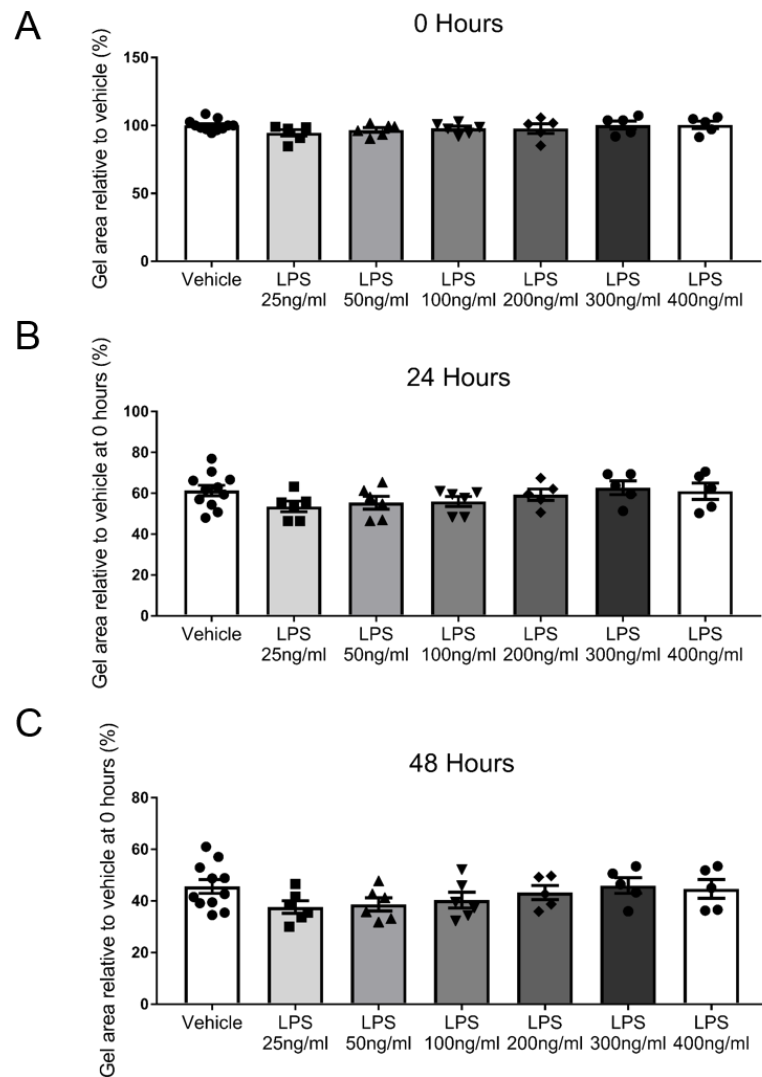 A
0 Hours
Gel area relative to vehicle (%)
150
100
50
0
Vehicle LPS LPS LPS LPS LPS LPS
25ng/ml 50ng/ml 100ng/ml 200ng/ml 300ng/ml 400ng/ml
B
24 Hours
Gel area relative to vehicle at 0 hours (%)
100
80
60
40
20
0
Vehicle LPS LPS LPS LPS LPS LPS
25ng/ml 50ng/ml 100ng/ml 200ng/ml 300ng/ml 400ng/ml
C
48 Hours
Gel area relative to vehicle at 0 hours (%)
80
60
40
20
0
Vehicle LPS LPS LPS LPS LPS LPS
25ng/ml 50ng/ml 100ng/ml 200ng/ml 300ng/ml 400ng/ml